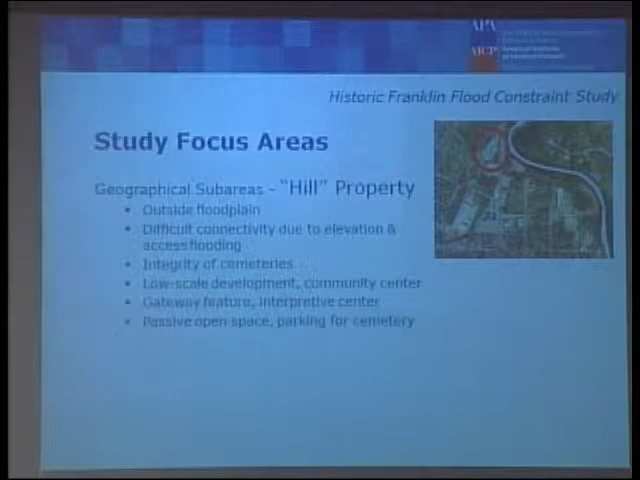 APA
AICP
Historic Franklin Flood Constraint Study
Study Focus Areas
Geographical Subareas – "Hill" Property
• Outside floodplain
• Difficult connectivity due to elevation &
access flooding
• Integrity of cemeteries
• Low-scale development, community center
• Gateway feature, interpretive center
• Passive open space, parking for cemetery